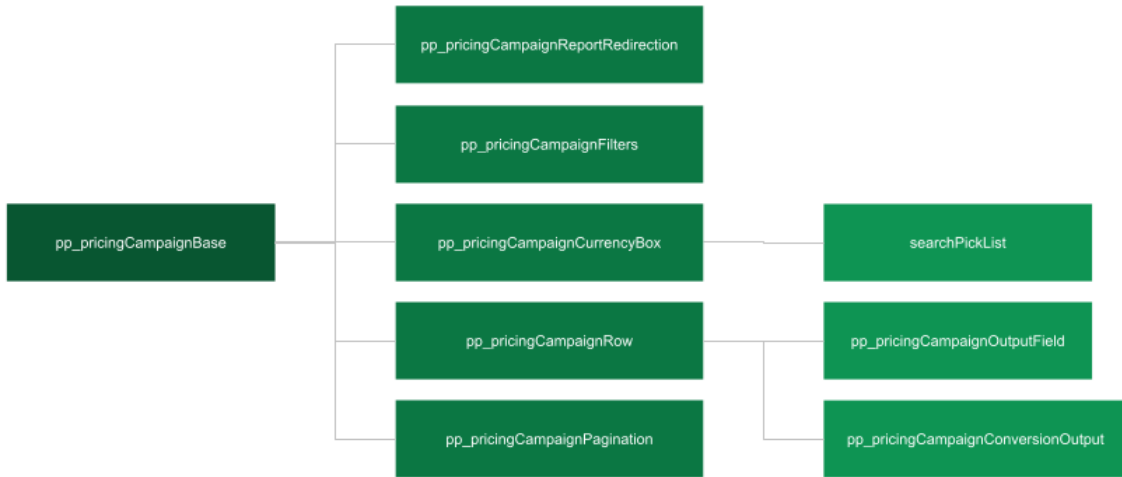 pp_pricingCampaignReportRedirection
pp_pricingCampaignFilters
pp_pricingCampaignBase
pp_pricingCampaignCurrencyBox
searchPickList
pp_pricingCampaignRow
pp_pricingCampaignOutputField
pp_pricingCampaignPagination
pp_pricingCampaignConversionOutput